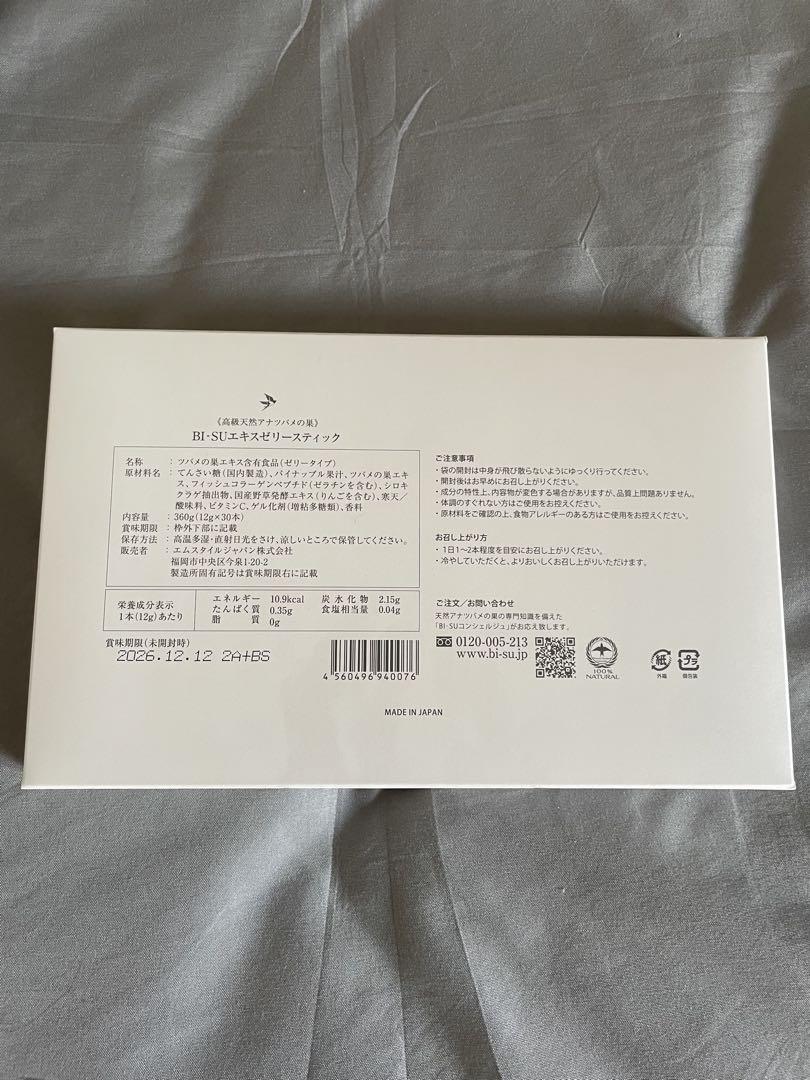 《高級天然アナツバメの巣》
BI-SUエキスゼリースティック
名称 : ツバメの巣エキス含有食品(ゼリータイプ)
原材料名 : てんさい糖(国内製造)、パイナップル果汁、ツバメの巣エキ
ス、フィッシュコラーゲンペプチド(ゼラチンを含む)、シロキ
クラゲ抽出物、国産野草発酵エキス(りんごを含む)、寒天／
酸味料、ビタミンC、ゲル化剤(増粘多糖類)、香料
内容量 : 360g(12g×30本)
賞味期限 : 枠外下部に記載
保存方法 : 高温多湿・直射日光をさけ、涼しいところで保管してください。
販売者 : エムスタイルジャパン株式会社
福岡市中央区今泉1-20-2
製造所固有記号は賞味期限右に記載
栄養成分表示
1本(12g)あたり
エネルギー 10.9kcal 炭水化物 2.15g
たんぱく質 0.35g 食塩相当量 0.04g
脂質 0g
賞味期限(未開封時)
2026.12.12 2A+BS
4 560496 940076
ご注意事項
・袋の開封は中身が飛び散らないようにゆっくり行ってください。
・開封後はお早めにお召し上がりください。
・成分の特性上、内容物が変色する場合がありますが、品質上問題ありません。
・体調のすぐれない方はご使用をお控えください。
・原材料をご確認の上、食物アレルギーのある方はご使用をお控えください。
お召し上がり方
・1日1〜2本程度を目安にお召し上がりください。
・冷やしていただくと、よりおいしくお召し上がりいただけます。
ご注文／お問い合わせ
天然アナツバメの巣の専門知識を備えた
「BI-SUコンシェルジュ」がお応え致します。
0120-005-213
www.bi-su.jp
100%
NATURAL
紙
外箱
プラ
個包装
MADE IN JAPAN